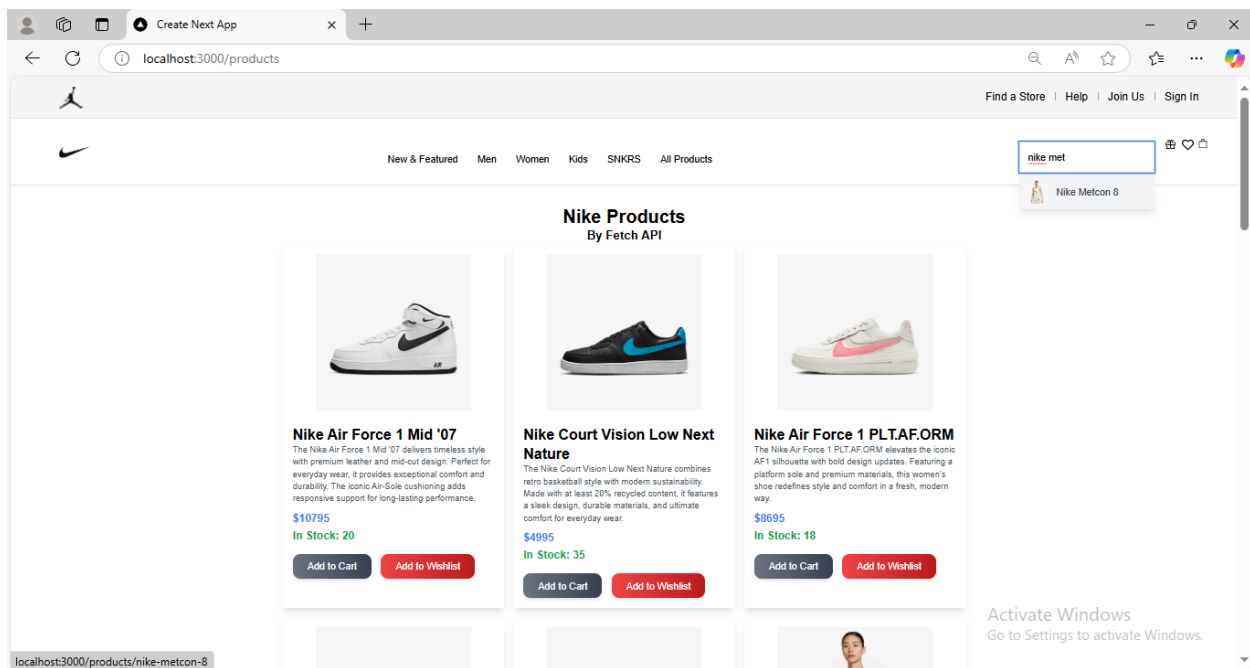 Create Next App
localhost:3000/products
Find a Store | Help | Join Us | Sign In
New & Featured Men Women Kids SNKRS All Products
nike met
Nike Metcon 8
Nike Products
By Fetch API
AIR
Nike Air Force 1 Mid '07
The Nike Air Force 1 Mid '07 delivers timeless style
with premium leather and mid-cut design. Perfect for
everyday wear, it provides exceptional comfort and
durability. The iconic Air-Sole cushioning adds
responsive support for long-lasting performance.
$10795
In Stock: 20
Add to Cart Add to Wishlist
Nike Court Vision Low Next
Nature
The Nike Court Vision Low Next Nature combines
retro basketball style with modern sustainability.
Made with at least 20% recycled content, it features
a sleek design, durable materials, and ultimate
comfort for everyday wear.
$4995
In Stock: 35
Add to Cart Add to Wishlist
Nike Air Force 1 PLT.AF.ORM
The Nike Air Force 1 PLT.AF.ORM elevates the iconic
AF1 silhouette with bold design updates. Featuring a
platform sole and premium materials, this women's
shoe redefines style and comfort in a fresh, modern
way.
$8695
In Stock: 18
Add to Cart Add to Wishlist
Activate Windows
Go to Settings to activate Windows.
localhost:3000/products/nike-metcon-8